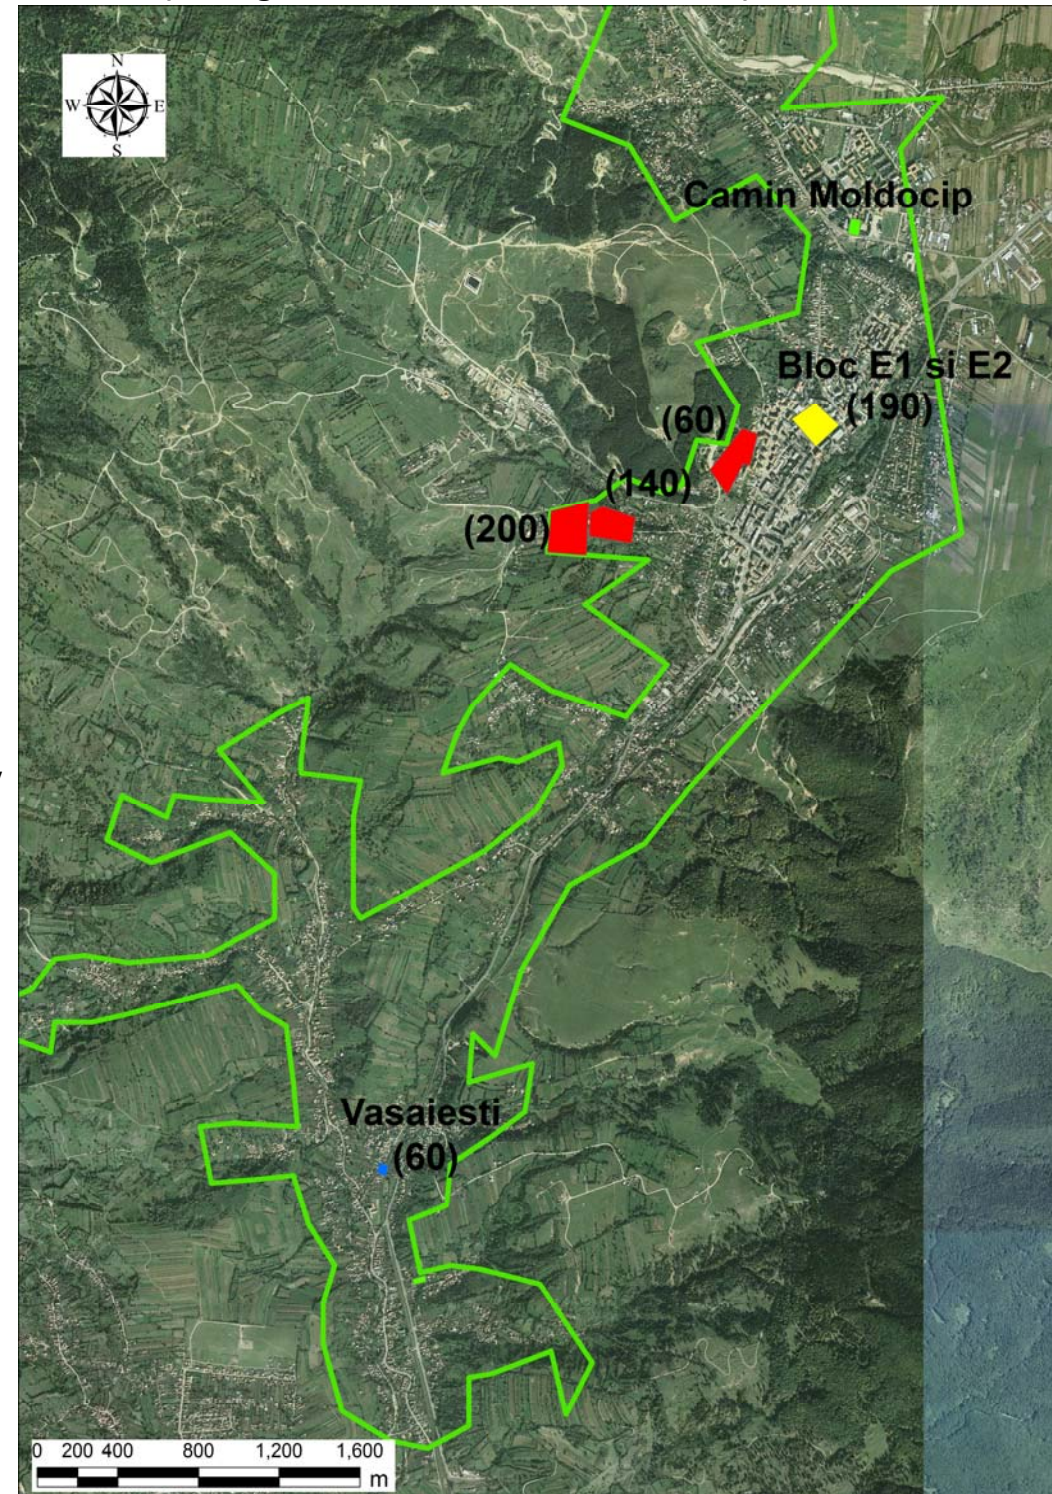 N
W E
S
Camin Moldocip
Bloc E1 si E2
(190)
(60)
(140)
(200)
Vasaiesti
(60)
0 200 400 800 1,200 1,600
m